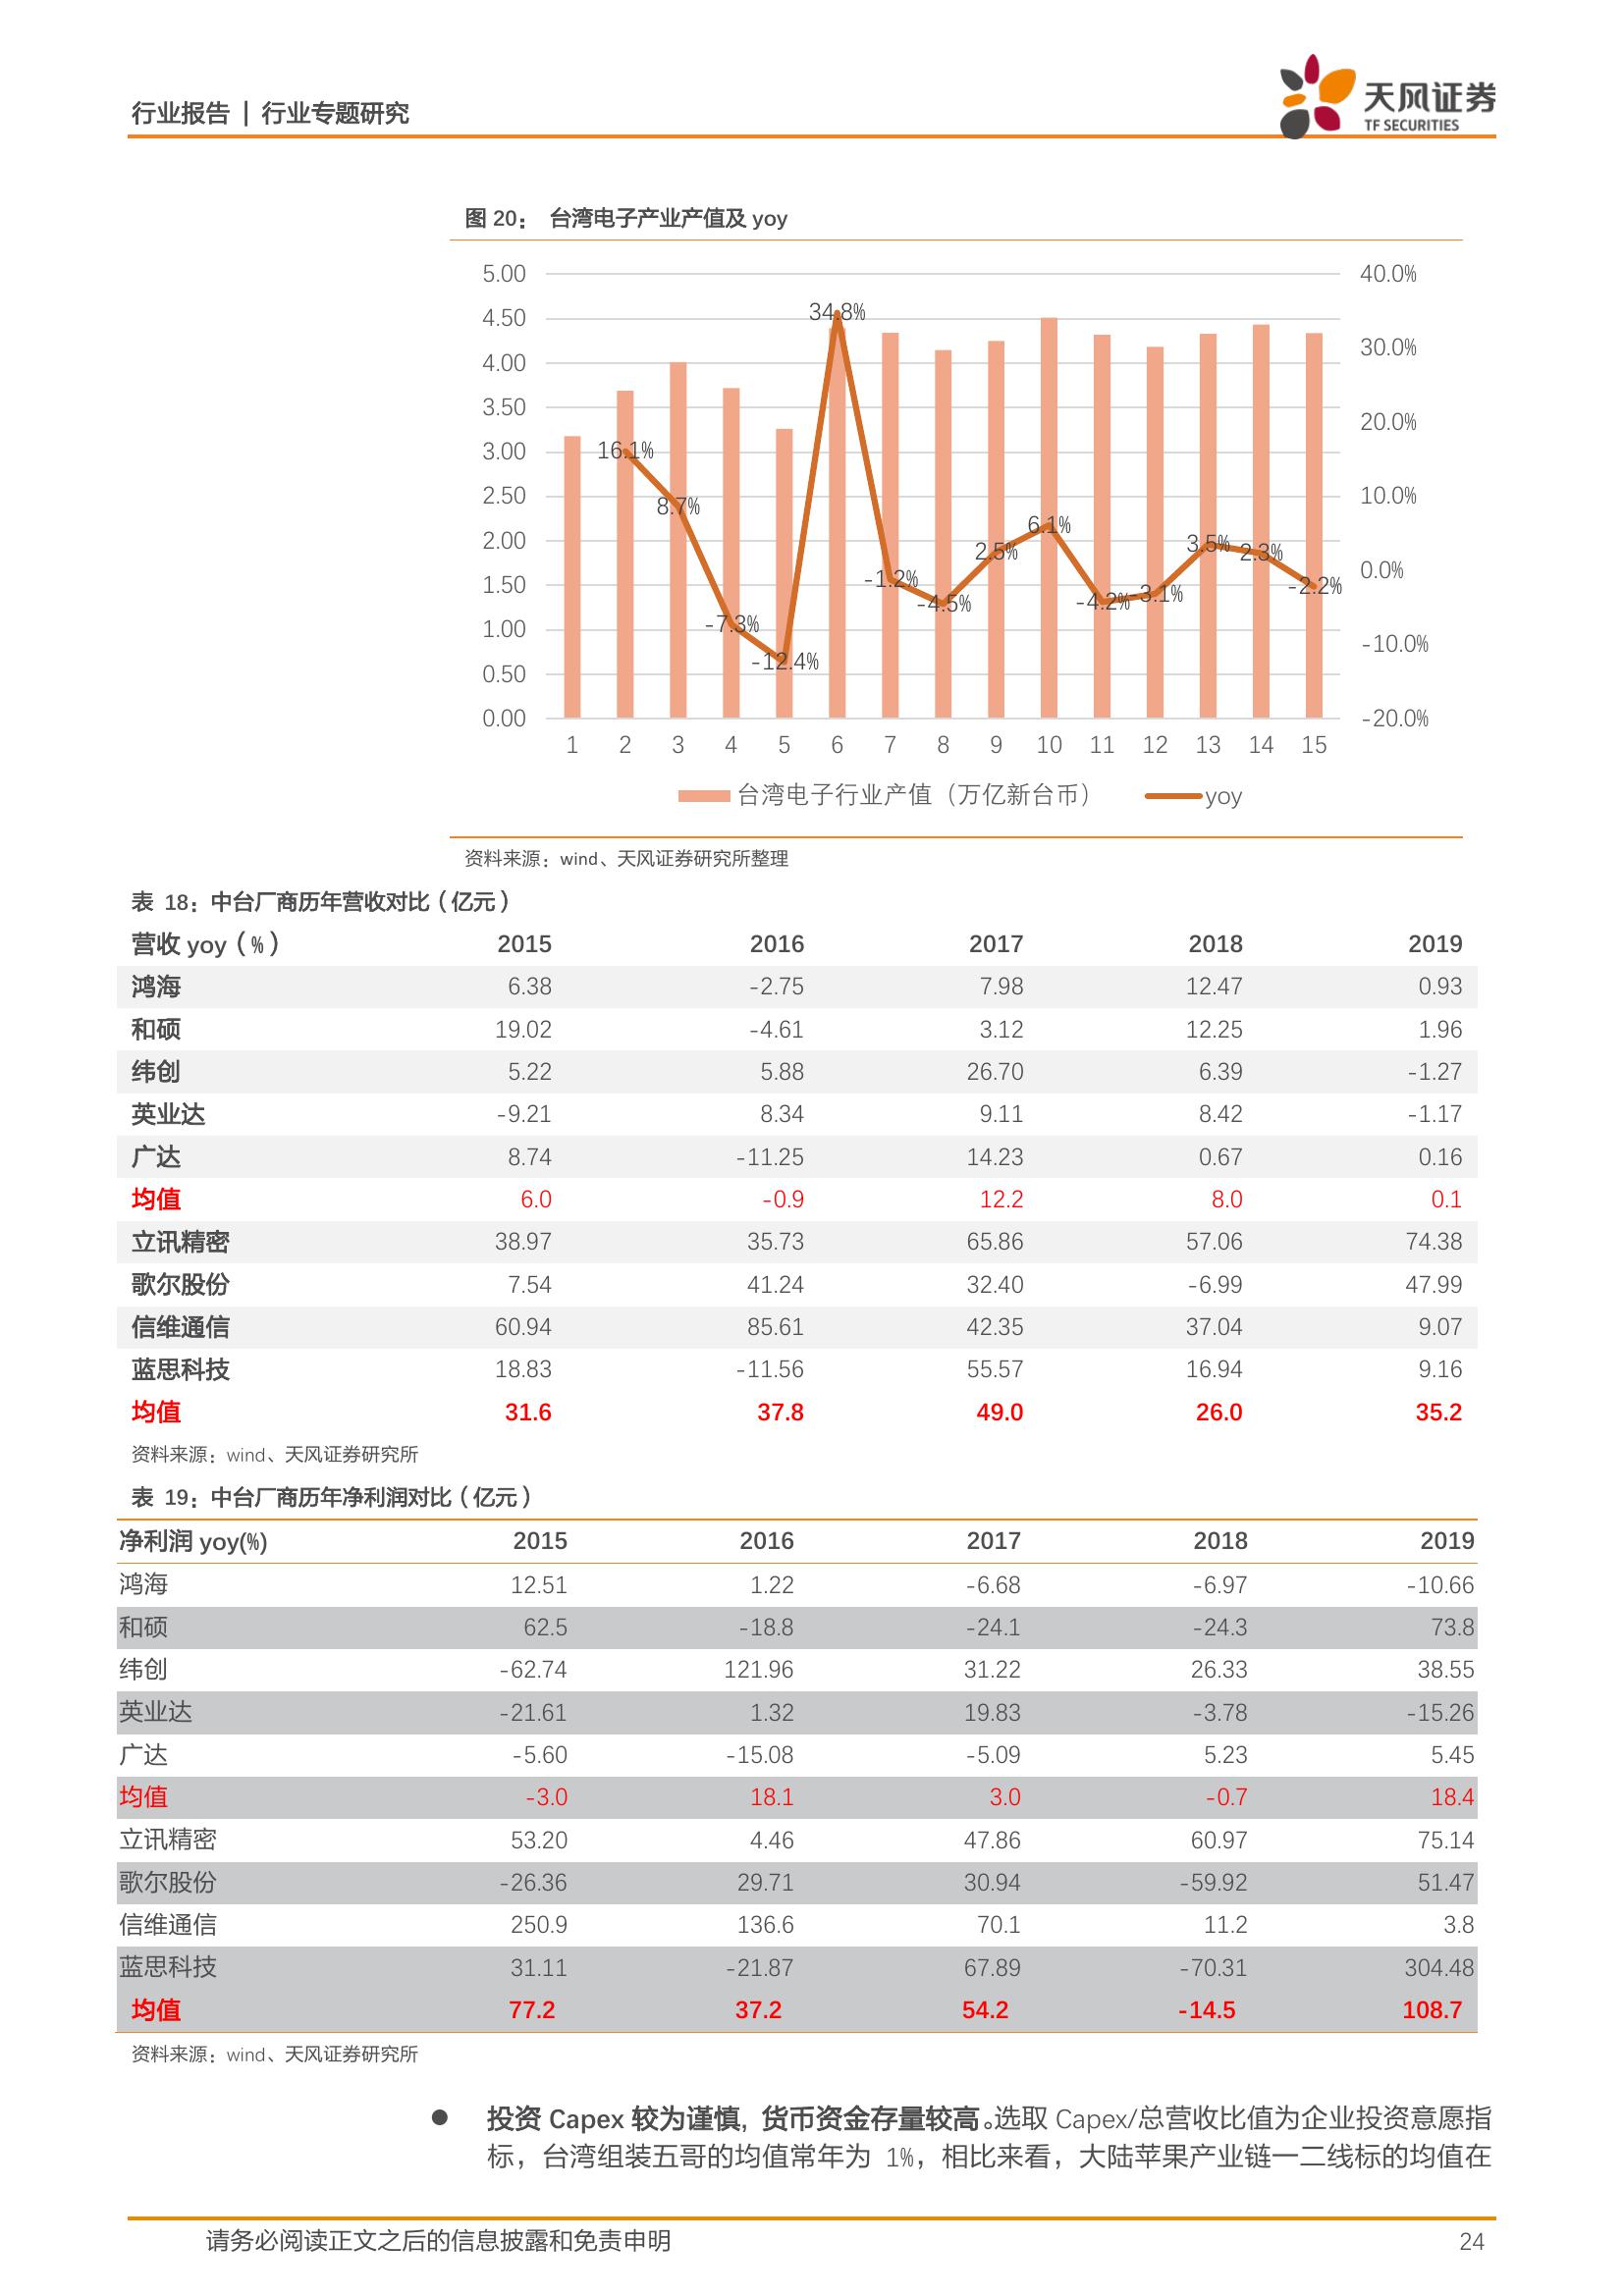 行业报告 | 行业专题研究
天风证券
TF SECURITIES
图 20： 台湾电子产业产值及 yoy
5.00 40.0%
4.50 34.8%
4.00 30.0%
3.50 20.0%
3.00 16.1%
2.50 8.7% 10.0%
2.00 2.5% 6.1% 3.5% 2.3% 0.0%
1.50 -1.2% -4.5% -4.2% -3.1% -2.2%
1.00 -7.3% -10.0%
0.50 -12.4%
0.00 -20.0%
1 2 3 4 5 6 7 8 9 10 11 12 13 14 15
台湾电子行业产值（万亿新台币） yoy
资料来源：wind、天风证券研究所整理
表 18：中台厂商历年营收对比（亿元）
营收 yoy（%） 2015 2016 2017 2018 2019
鸿海 6.38 -2.75 7.98 12.47 0.93
和硕 19.02 -4.61 3.12 12.25 1.96
纬创 5.22 5.88 26.70 6.39 -1.27
英业达 -9.21 8.34 9.11 8.42 -1.17
广达 8.74 -11.25 14.23 0.67 0.16
均值 6.0 -0.9 12.2 8.0 0.1
立讯精密 38.97 35.73 65.86 57.06 74.38
歌尔股份 7.54 41.24 32.40 -6.99 47.99
信维通信 60.94 85.61 42.35 37.04 9.07
蓝思科技 18.83 -11.56 55.57 16.94 9.16
均值 31.6 37.8 49.0 26.0 35.2
资料来源：wind、天风证券研究所
表 19：中台厂商历年净利润对比（亿元）
净利润 yoy(%) 2015 2016 2017 2018 2019
鸿海 12.51 1.22 -6.68 -6.97 -10.66
和硕 62.5 -18.8 -24.1 -24.3 73.8
纬创 -62.74 121.96 31.22 26.33 38.55
英业达 -21.61 1.32 19.83 -3.78 -15.26
广达 -5.60 -15.08 -5.09 5.23 5.45
均值 -3.0 18.1 3.0 -0.7 18.4
立讯精密 53.20 4.46 47.86 60.97 75.14
歌尔股份 -26.36 29.71 30.94 -59.92 51.47
信维通信 250.9 136.6 70.1 11.2 3.8
蓝思科技 31.11 -21.87 67.89 -70.31 304.48
均值 77.2 37.2 54.2 -14.5 108.7
资料来源：wind、天风证券研究所
● 投资 Capex 较为谨慎，货币资金存量较高。选取 Capex/总营收比值为企业投资意愿指
标，台湾组装五哥的均值常年为 1%，相比来看，大陆苹果产业链一二线标的均值在
请务必阅读正文之后的信息披露和免责申明 24